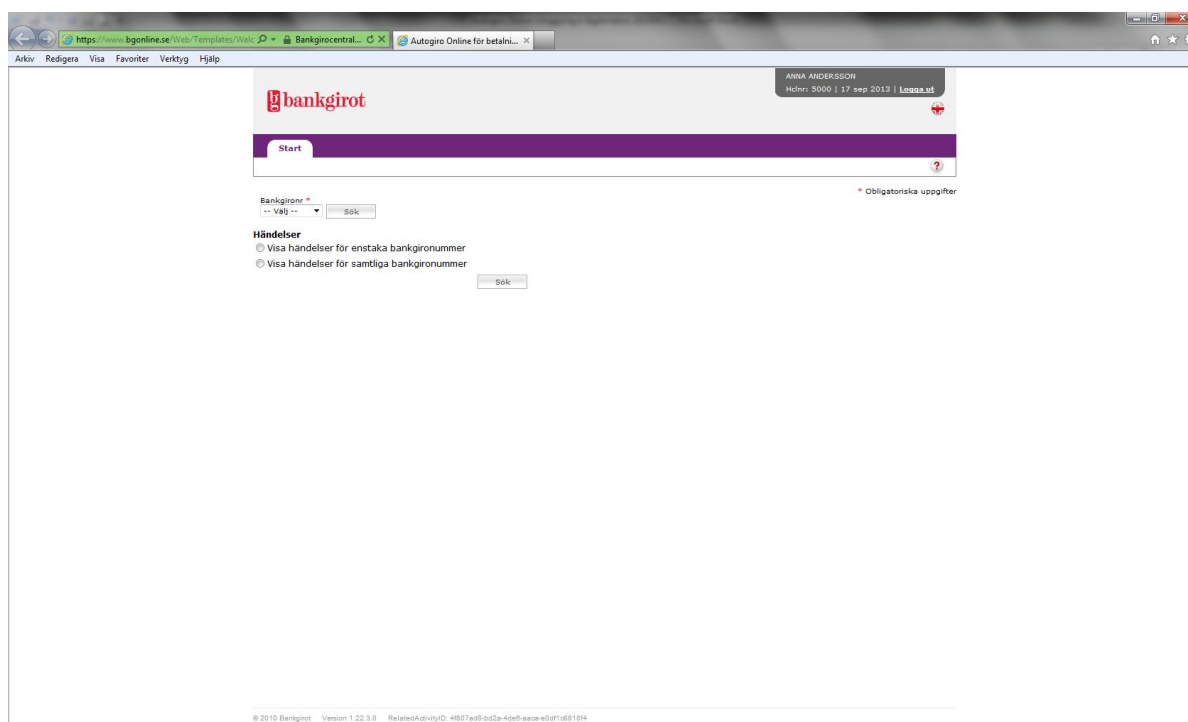 https://www.bgonline.se/Web/Templates/Welc
Bankgirocentral...
Autogiro Online för betalni...
Arkiv Redigera Visa Favoriter Verktyg Hjälp
bankgirot
ANNA ANDERSSON
Hclnr: 5000 | 17 sep 2013 | Logga ut
Start
?
* Obligatoriska uppgifter
Bankgironr *
-- Välj -- Sök
Händelser
Visa händelser för enstaka bankgironummer
Visa händelser för samtliga bankgironummer
Sök
© 2010 Bankgirot Version 1.22.3.0 RelatedActivityID: